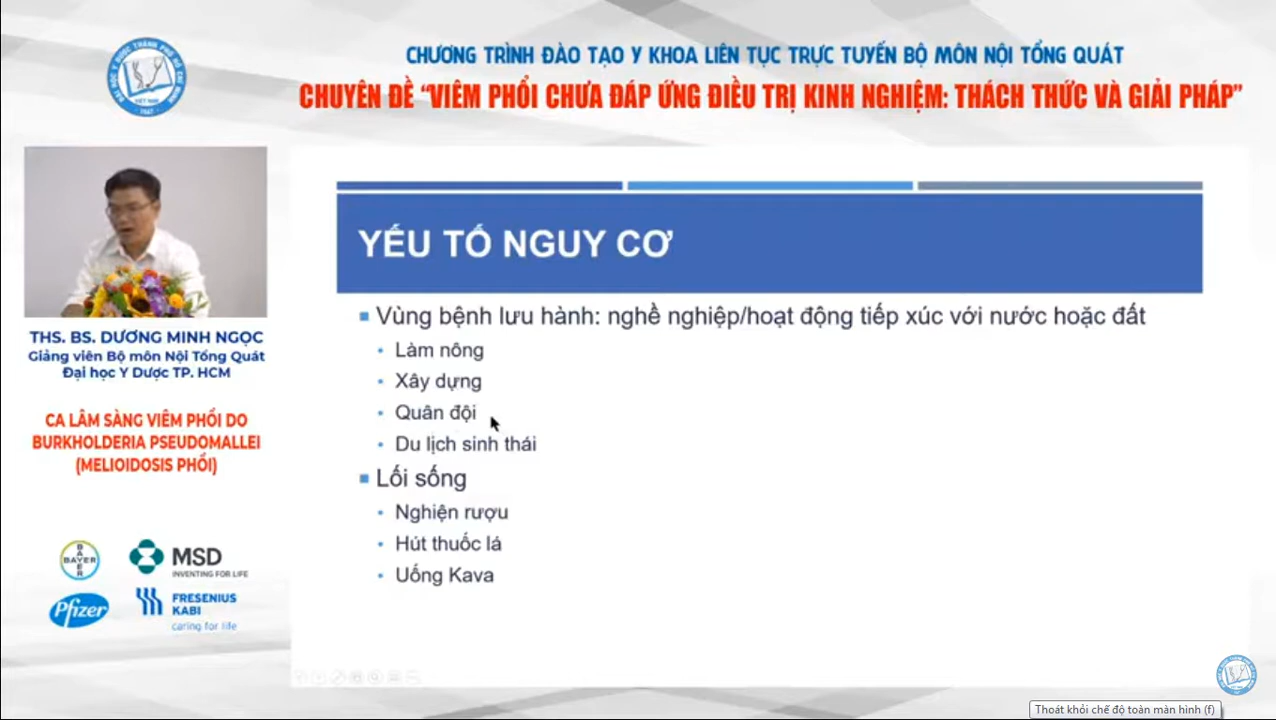 CHƯƠNG TRÌNH ĐÀO TẠO Y KHOA LIÊN TỤC TRỰC TUYẾN BỘ MÔN NỘI TỔNG QUÁT
CHUYÊN ĐỀ “VIÊM PHỔI CHƯA ĐÁP ỨNG ĐIỀU TRỊ KINH NGHIỆM: THÁCH THỨC VÀ GIẢI PHÁP”
THS. BS. DƯƠNG MINH NGỌC
Giảng viên Bộ môn Nội Tổng Quát
Đại học Y Dược TP. HCM
CA LÂM SÀNG VIÊM PHỔI DO
BURKHOLDERIA PSEUDOMALLEI
(MELIOIDOSIS PHỔI)
BAYER
MSD
INVENTING FOR LIFE
Pfizer
FRESENIUS
KABI
caring for life
YẾU TỐ NGUY CƠ
Vùng bệnh lưu hành: nghề nghiệp/hoạt động tiếp xúc với nước hoặc đất
Làm nông
Xây dựng
Quân đội
Du lịch sinh thái
Lối sống
Nghiện rượu
Hút thuốc lá
Uống Kava
Thoát khỏi chế độ toàn màn hình (f)